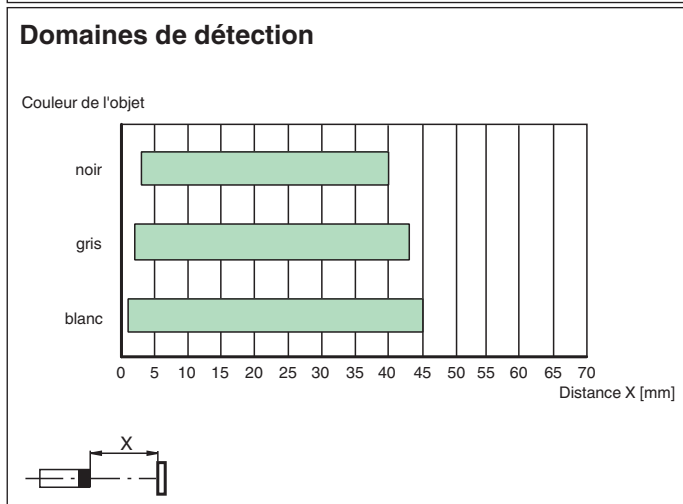 Domaines de détection
Couleur de l'objet
noir
gris
blanc
0 5 10 15 20 25 30 35 40 45 50 55 60 65 70
Distance X [mm]
X